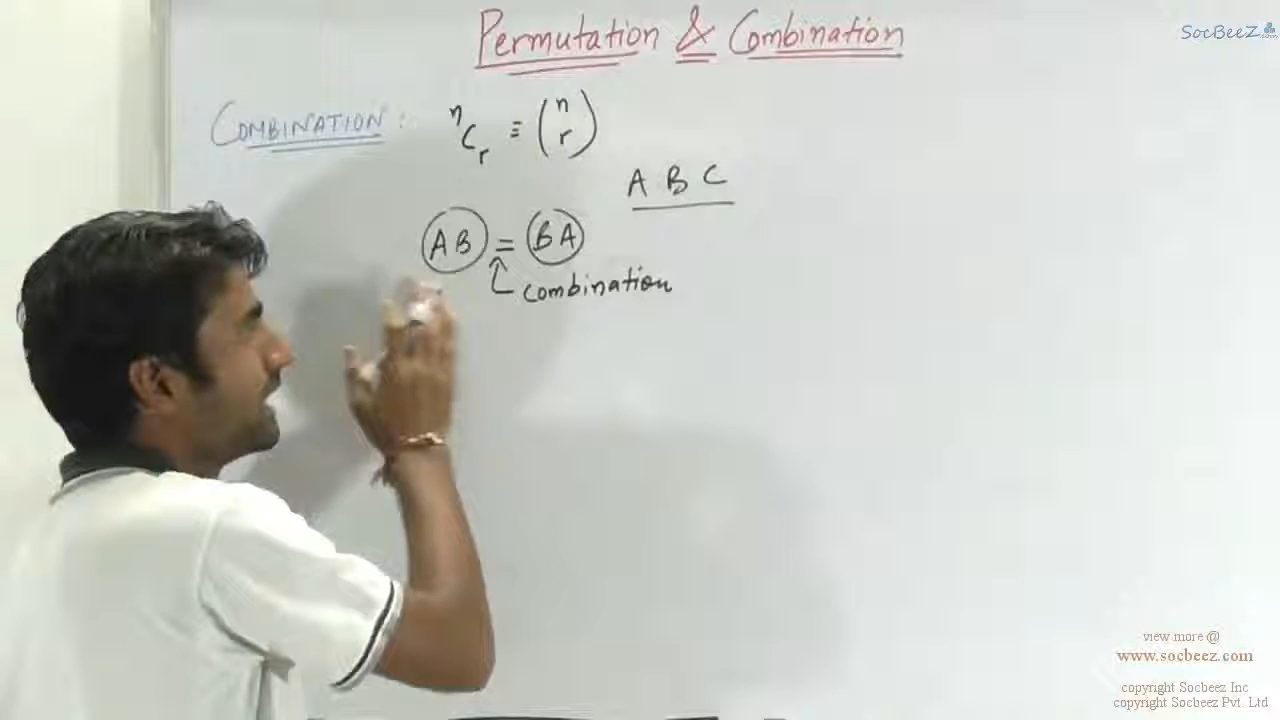 Permutation & Combination
SocBeeZ.com
COMBINATION : ⁿCᵣ ≡ (n r)
A B C
AB = BA
combination
view more @
www.socbeez.com
copyright Socbeez Inc
copyright Socbeez Pvt. Ltd